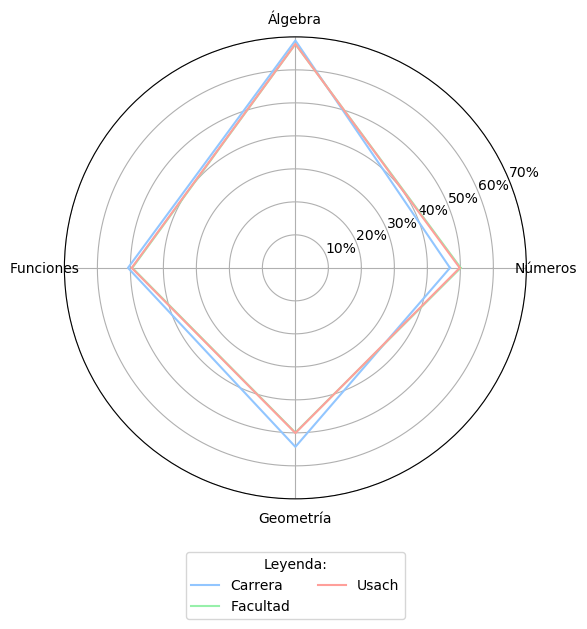 Álgebra
70%
60%
50%
40%
30%
20%
10%
Funciones
Números
Geometría
Leyenda:
Carrera
Usach
Facultad